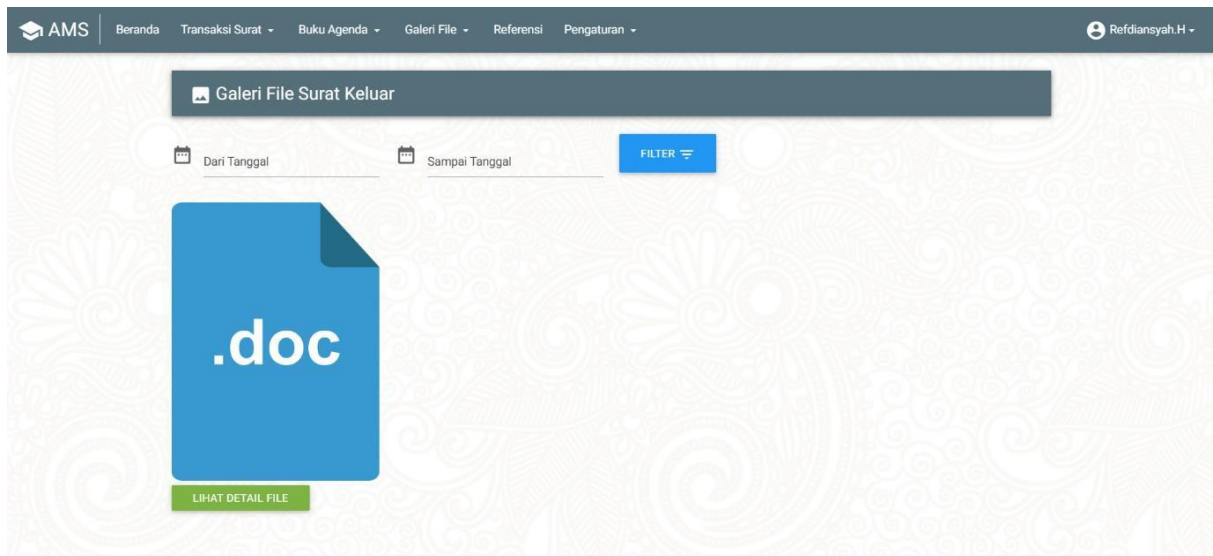 AMS Beranda Transaksi Surat Buku Agenda Galeri File Referensi Pengaturan Refdiansyah.H
Galeri File Surat Keluar
Dari Tanggal Sampai Tanggal FILTER
.doc
LIHAT DETAIL FILE